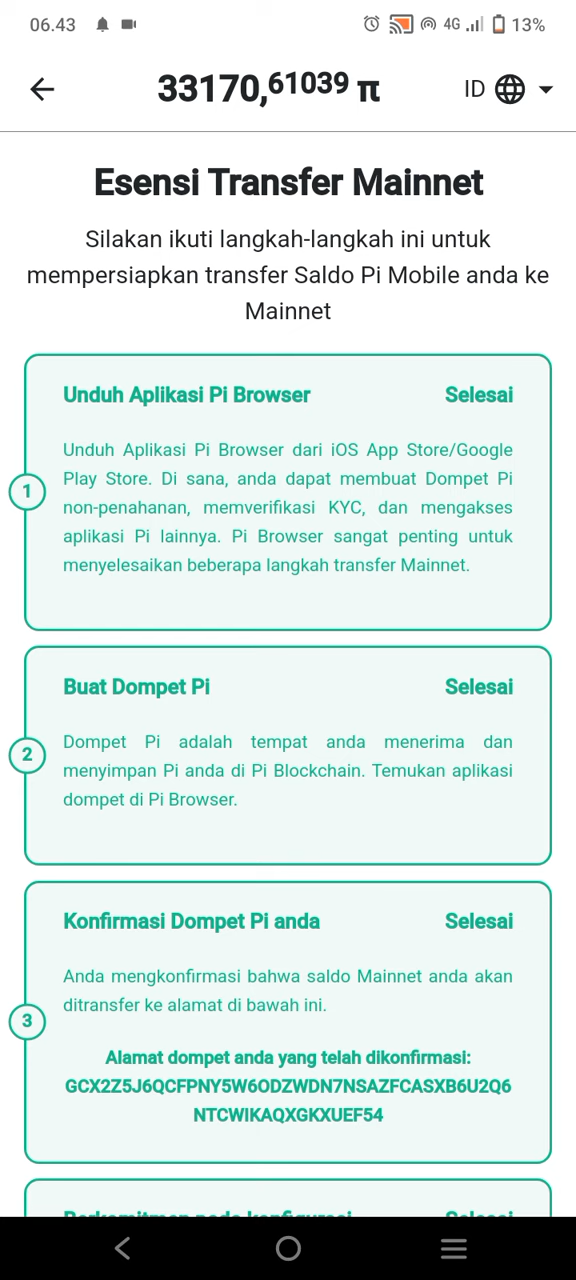 06.43 4G 13%
33170,61039 π ID
Esensi Transfer Mainnet
Silakan ikuti langkah-langkah ini untuk
mempersiapkan transfer Saldo Pi Mobile anda ke
Mainnet
Unduh Aplikasi Pi Browser Selesai
Unduh Aplikasi Pi Browser dari iOS App Store/Google
Play Store. Di sana, anda dapat membuat Dompet Pi
1 non-penahanan, memverifikasi KYC, dan mengakses
aplikasi Pi lainnya. Pi Browser sangat penting untuk
menyelesaikan beberapa langkah transfer Mainnet.
Buat Dompet Pi Selesai
Dompet Pi adalah tempat anda menerima dan
2 menyimpan Pi anda di Pi Blockchain. Temukan aplikasi
dompet di Pi Browser.
Konfirmasi Dompet Pi anda Selesai
Anda mengkonfirmasi bahwa saldo Mainnet anda akan
3 ditransfer ke alamat di bawah ini.
Alamat dompet anda yang telah dikonfirmasi:
GCX2Z5J6QCFPNY5W6ODZWDN7NSAZFCASXB6U2Q6
NTCWIKAQXGKXUEF54
Berkomitmen pada konfigurasi Selesai